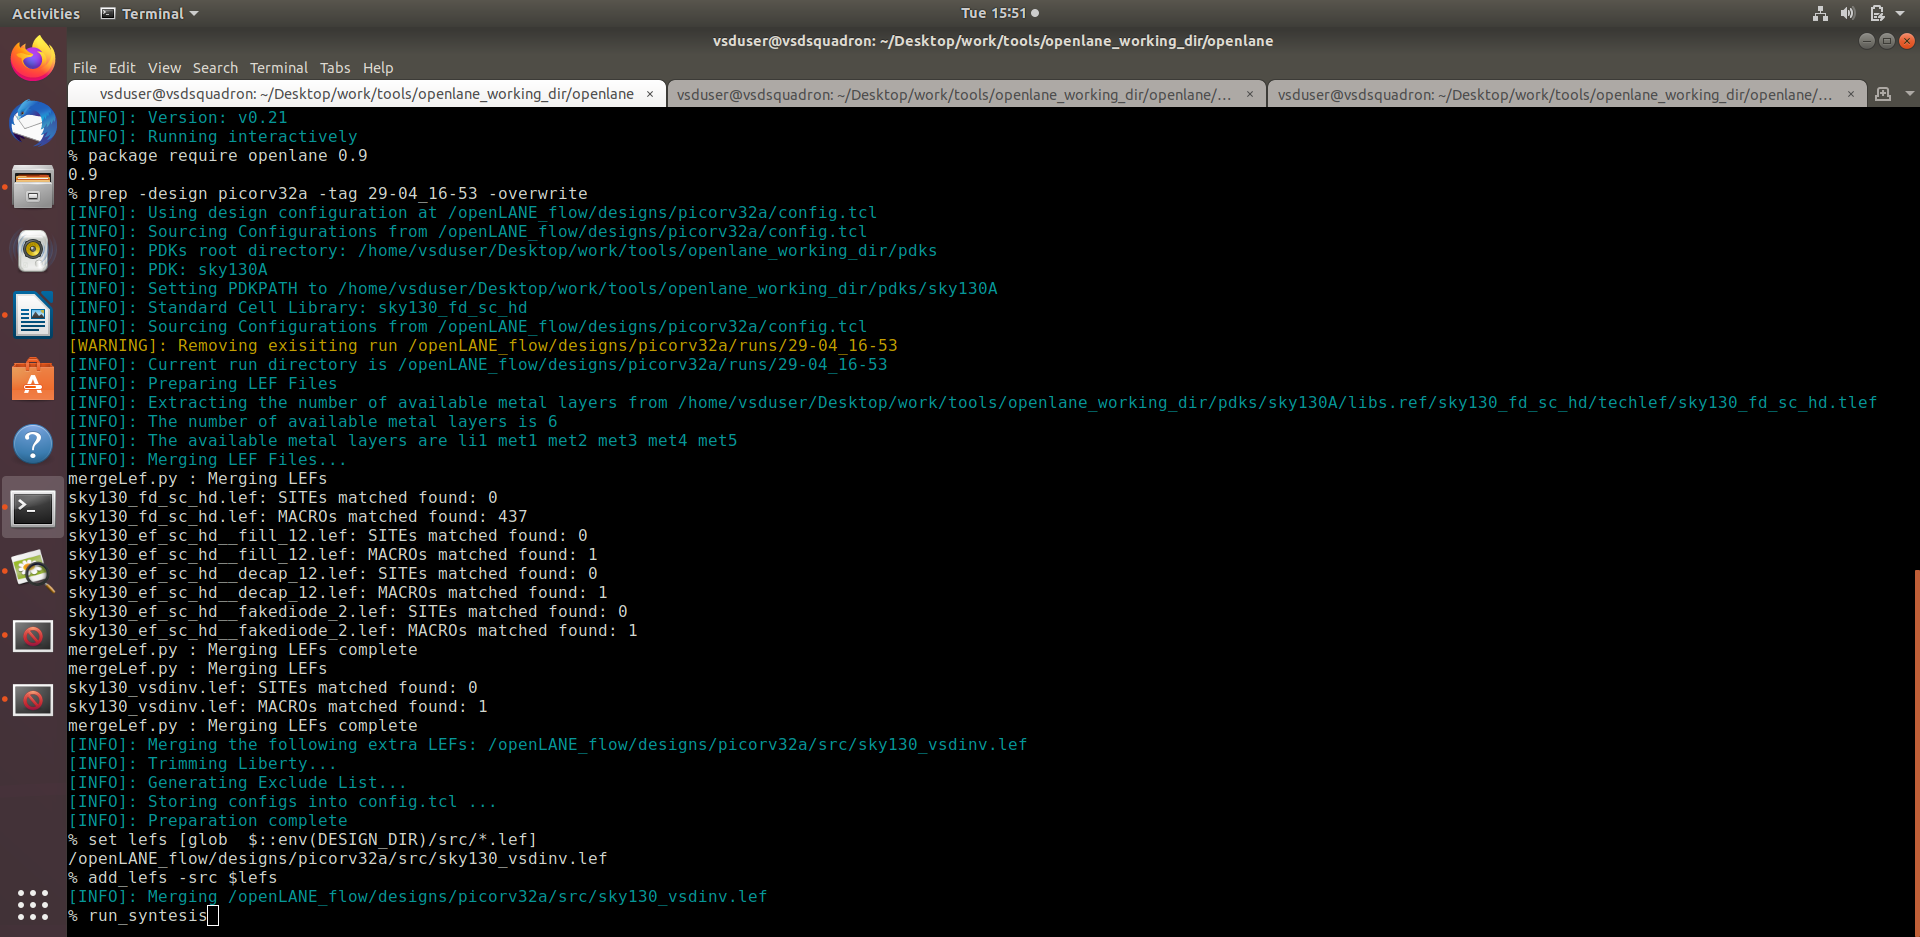 Activities
Terminal
Tue 15:51
vsduser@vsdsquadron: ~/Desktop/work/tools/openlane_working_dir/openlane
File Edit View Search Terminal Tabs Help
vsduser@vsdsquadron: ~/Desktop/work/tools/openlane_working_dir/openlane ×
vsduser@vsdsquadron: ~/Desktop/work/tools/openlane_working_dir/openlane/... ×
vsduser@vsdsquadron: ~/Desktop/work/tools/openlane_working_dir/openlane/... ×
[INFO]: Version: v0.21
[INFO]: Running interactively
% package require openlane 0.9
0.9
% prep -design picorv32a -tag 29-04_16-53 -overwrite
[INFO]: Using design configuration at /openLANE_flow/designs/picorv32a/config.tcl
[INFO]: Sourcing Configurations from /openLANE_flow/designs/picorv32a/config.tcl
[INFO]: PDKs root directory: /home/vsduser/Desktop/work/tools/openlane_working_dir/pdks
[INFO]: PDK: sky130A
[INFO]: Setting PDKPATH to /home/vsduser/Desktop/work/tools/openlane_working_dir/pdks/sky130A
[INFO]: Standard Cell Library: sky130_fd_sc_hd
[INFO]: Sourcing Configurations from /openLANE_flow/designs/picorv32a/config.tcl
[WARNING]: Removing exisiting run /openLANE_flow/designs/picorv32a/runs/29-04_16-53
[INFO]: Current run directory is /openLANE_flow/designs/picorv32a/runs/29-04_16-53
[INFO]: Preparing LEF Files
[INFO]: Extracting the number of available metal layers from /home/vsduser/Desktop/work/tools/openlane_working_dir/pdks/sky130A/libs.ref/sky130_fd_sc_hd/techlef/sky130_fd_sc_hd.tlef
[INFO]: The number of available metal layers is 6
[INFO]: The available metal layers are li1 met1 met2 met3 met4 met5
[INFO]: Merging LEF Files...
mergeLef.py : Merging LEFs
sky130_fd_sc_hd.lef: SITEs matched found: 0
sky130_fd_sc_hd.lef: MACROs matched found: 437
sky130_ef_sc_hd__fill_12.lef: SITEs matched found: 0
sky130_ef_sc_hd__fill_12.lef: MACROs matched found: 1
sky130_ef_sc_hd__decap_12.lef: SITEs matched found: 0
sky130_ef_sc_hd__decap_12.lef: MACROs matched found: 1
sky130_ef_sc_hd__fakediode_2.lef: SITEs matched found: 0
sky130_ef_sc_hd__fakediode_2.lef: MACROs matched found: 1
mergeLef.py : Merging LEFs complete
mergeLef.py : Merging LEFs
sky130_vsdinv.lef: SITEs matched found: 0
sky130_vsdinv.lef: MACROs matched found: 1
mergeLef.py : Merging LEFs complete
[INFO]: Merging the following extra LEFs: /openLANE_flow/designs/picorv32a/src/sky130_vsdinv.lef
[INFO]: Trimming Liberty...
[INFO]: Generating Exclude List...
[INFO]: Storing configs into config.tcl ...
[INFO]: Preparation complete
% set lefs [glob  $::env(DESIGN_DIR)/src/*.lef]
/openLANE_flow/designs/picorv32a/src/sky130_vsdinv.lef
% add_lefs -src $lefs
[INFO]: Merging /openLANE_flow/designs/picorv32a/src/sky130_vsdinv.lef
% run_syntesis